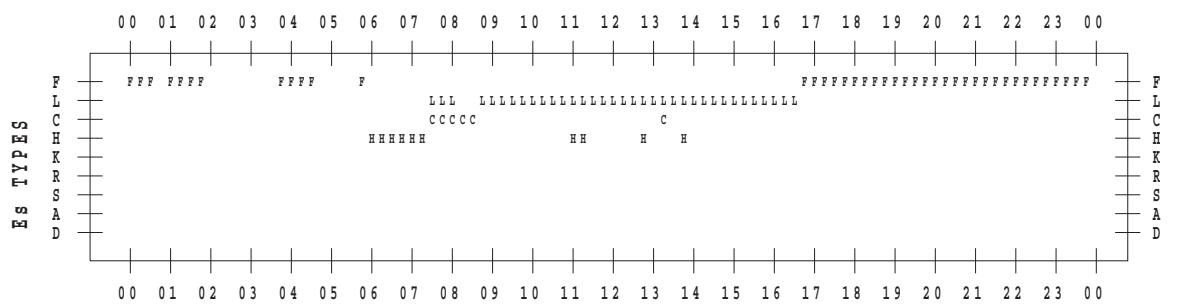 00 01 02 03 04 05 06 07 08 09 10 11 12 13 14 15 16 17 18 19 20 21 22 23 00
F FFF FFFF FFFF F FFFFFFFFFFFFFFFFFFFFFFFFFFFFF F
L LLL LLLLLLLLLLLLLLLLLLLLLLLLLLLLLLLL L
C CCCCC C C
H HHHHHH HH H H H
K K
R R
S S
A A
D D
Es TYPES
00 01 02 03 04 05 06 07 08 09 10 11 12 13 14 15 16 17 18 19 20 21 22 23 00